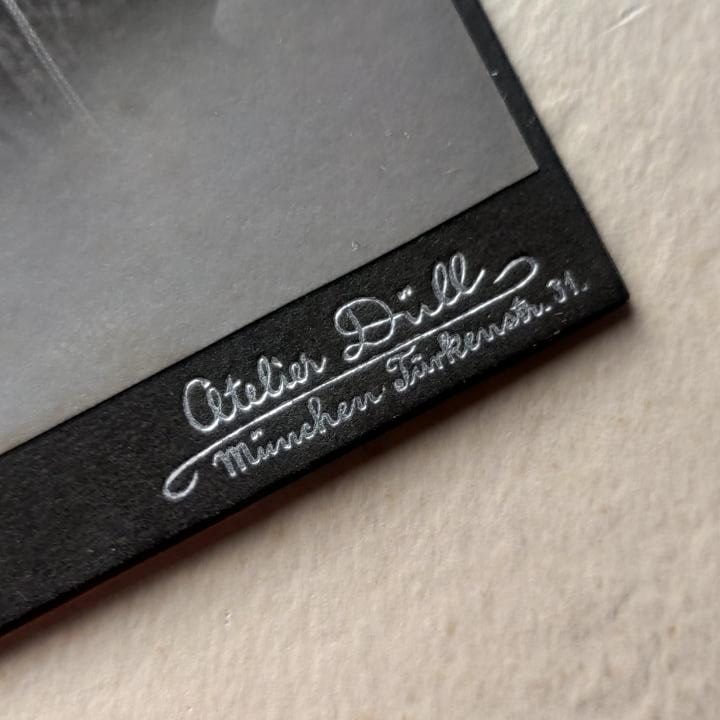 Atelier Düll
München Türkenstr. 31.